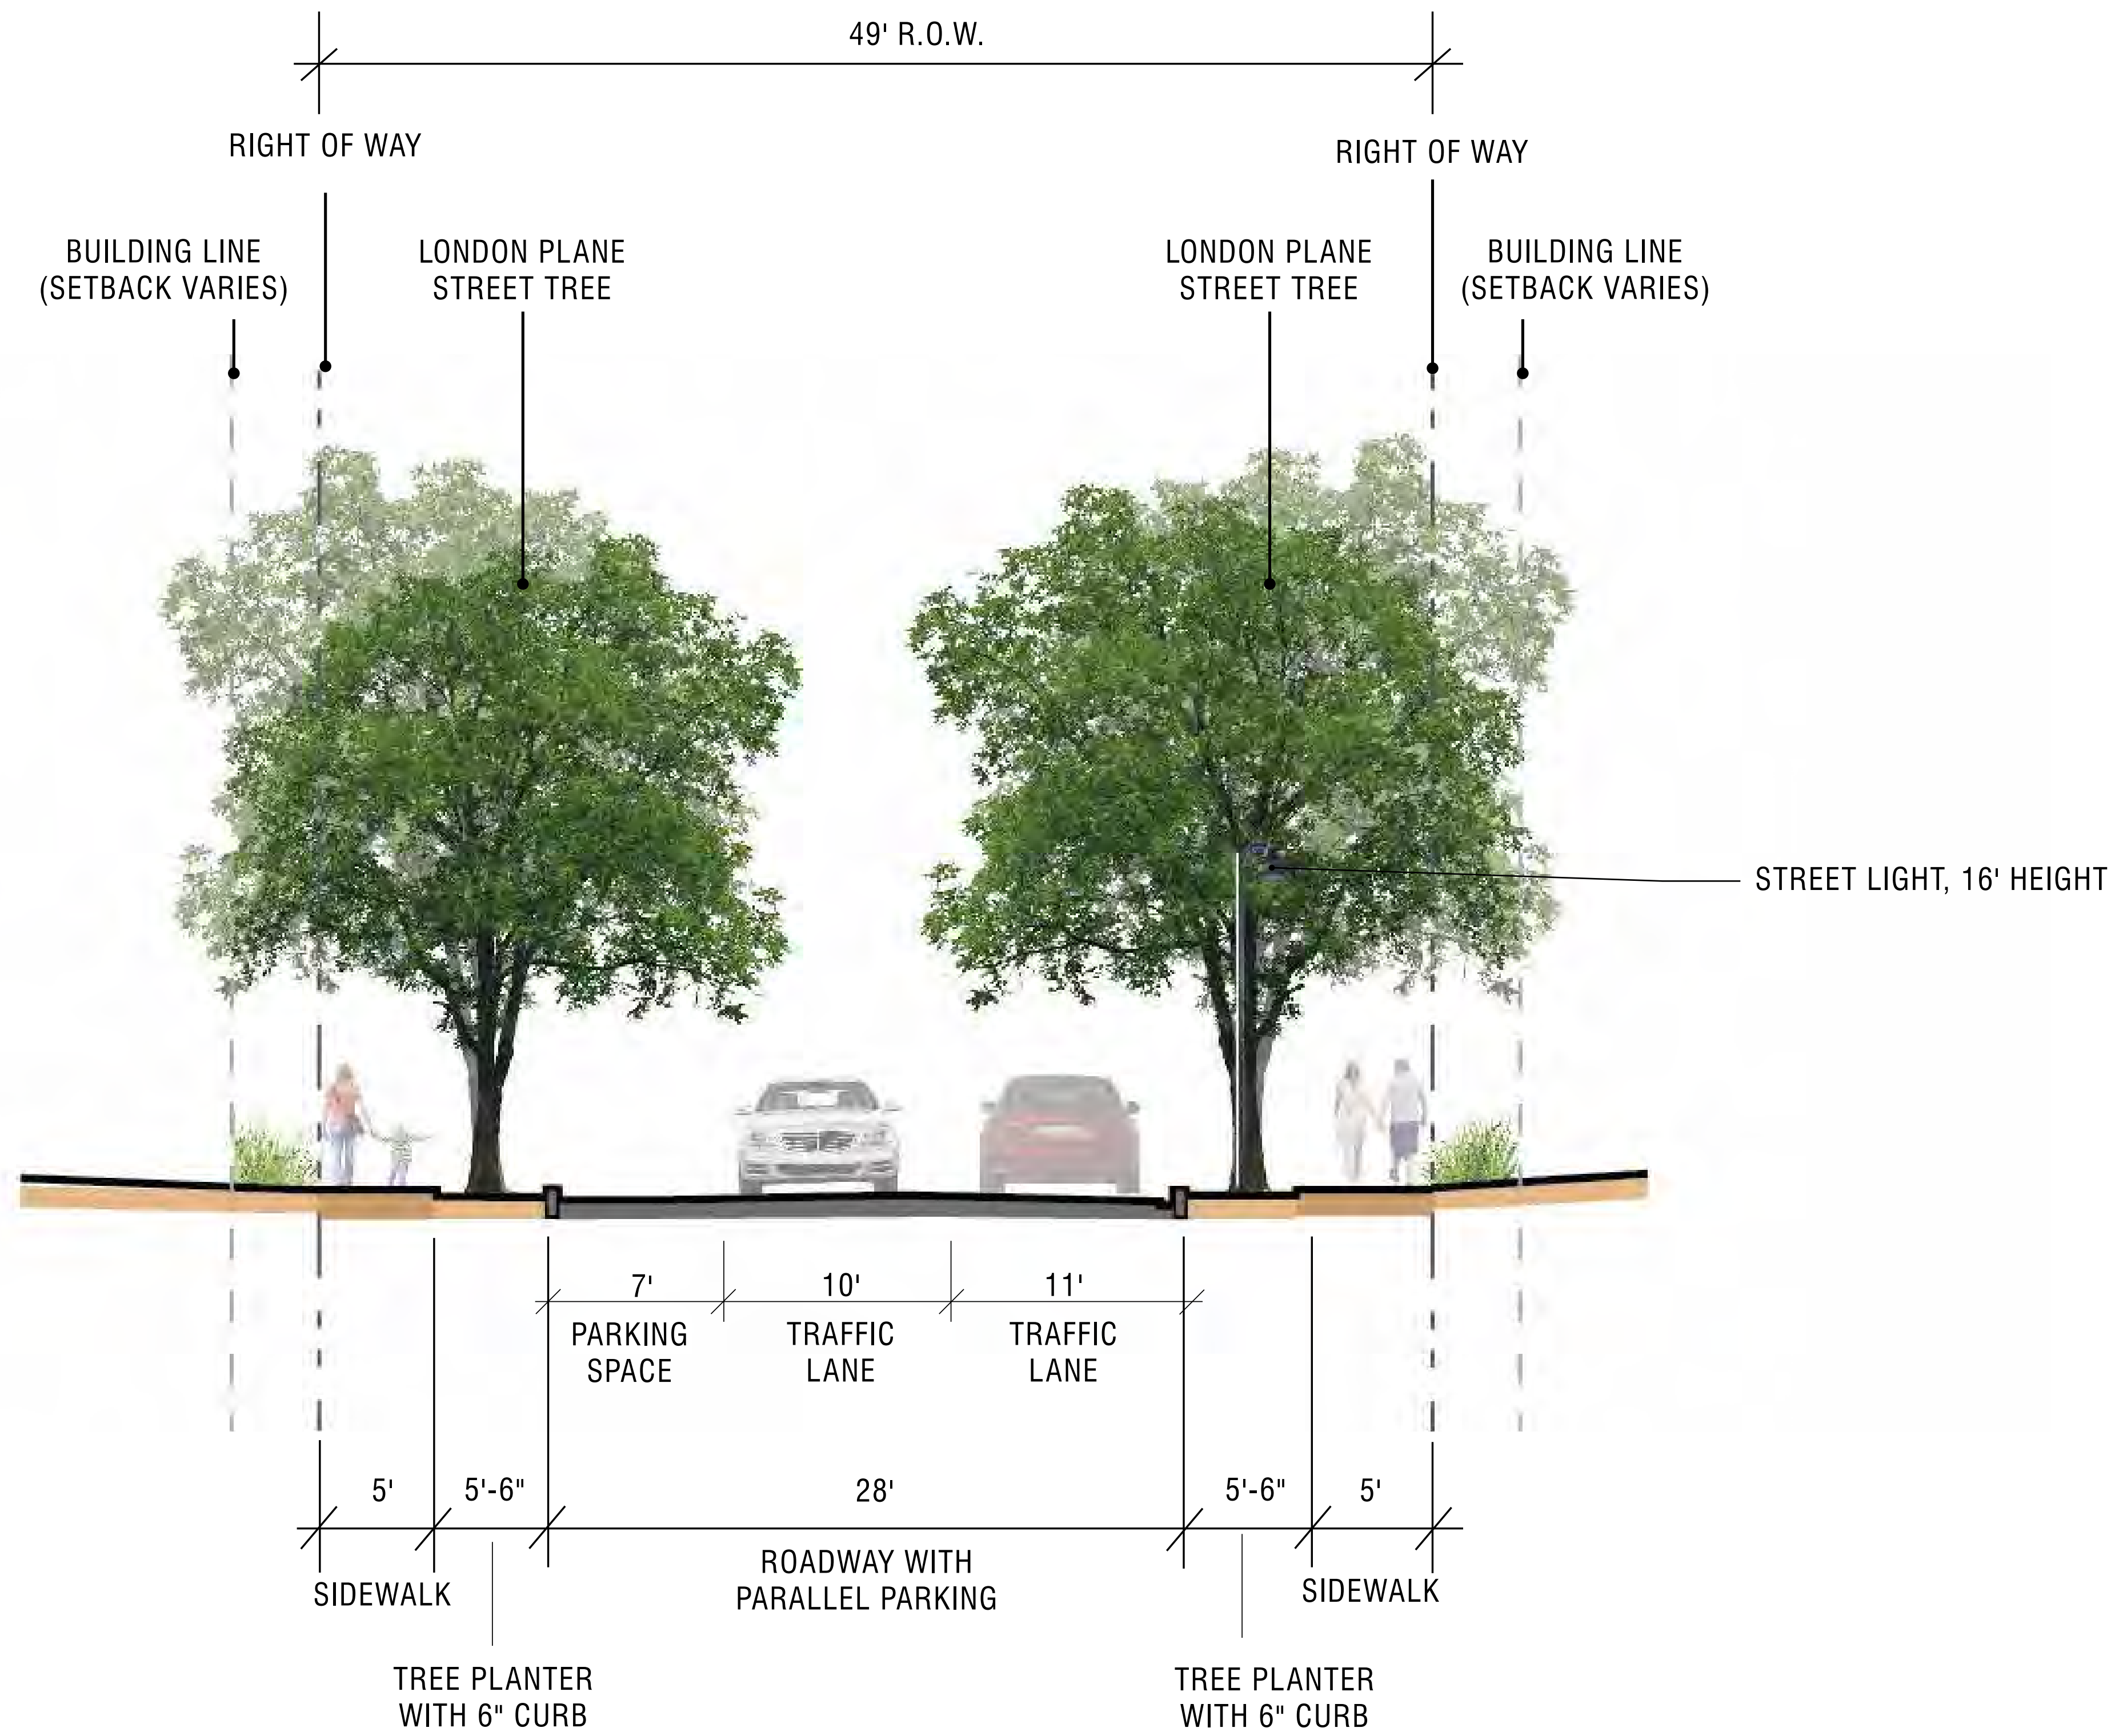 49' R.O.W.
RIGHT OF WAY
RIGHT OF WAY
BUILDING LINE
(SETBACK VARIES)
LONDON PLANE
STREET TREE
LONDON PLANE
STREET TREE
BUILDING LINE
(SETBACK VARIES)
STREET LIGHT, 16' HEIGHT
7'
PARKING
SPACE
10'
TRAFFIC
LANE
11'
TRAFFIC
LANE
5'
5'-6"
28'
5'-6"
5'
SIDEWALK
ROADWAY WITH
PARALLEL PARKING
SIDEWALK
TREE PLANTER
WITH 6" CURB
TREE PLANTER
WITH 6" CURB